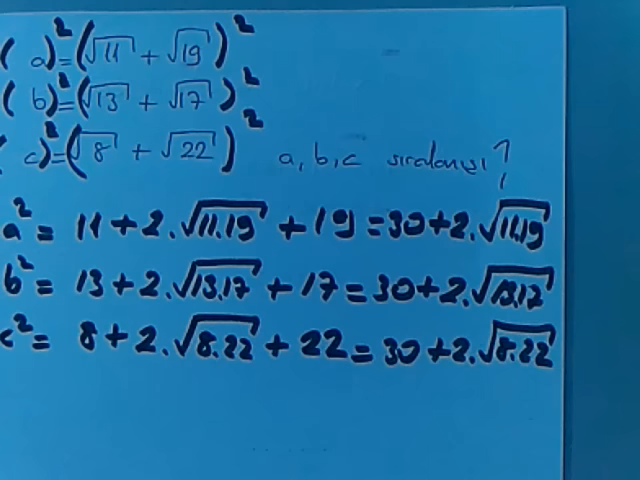 (a)²=(√11 + √19)²
(b)²=(√13 + √17)²
(c)²=(√8 + √22)² a, b, c sıralanışı?
a² = 11+2.√11.19 + 19 = 30+2.√11.19
b² = 13+2.√13.17 + 17 = 30+2.√13.17
c² = 8+2.√8.22 + 22 = 30+2.√8.22